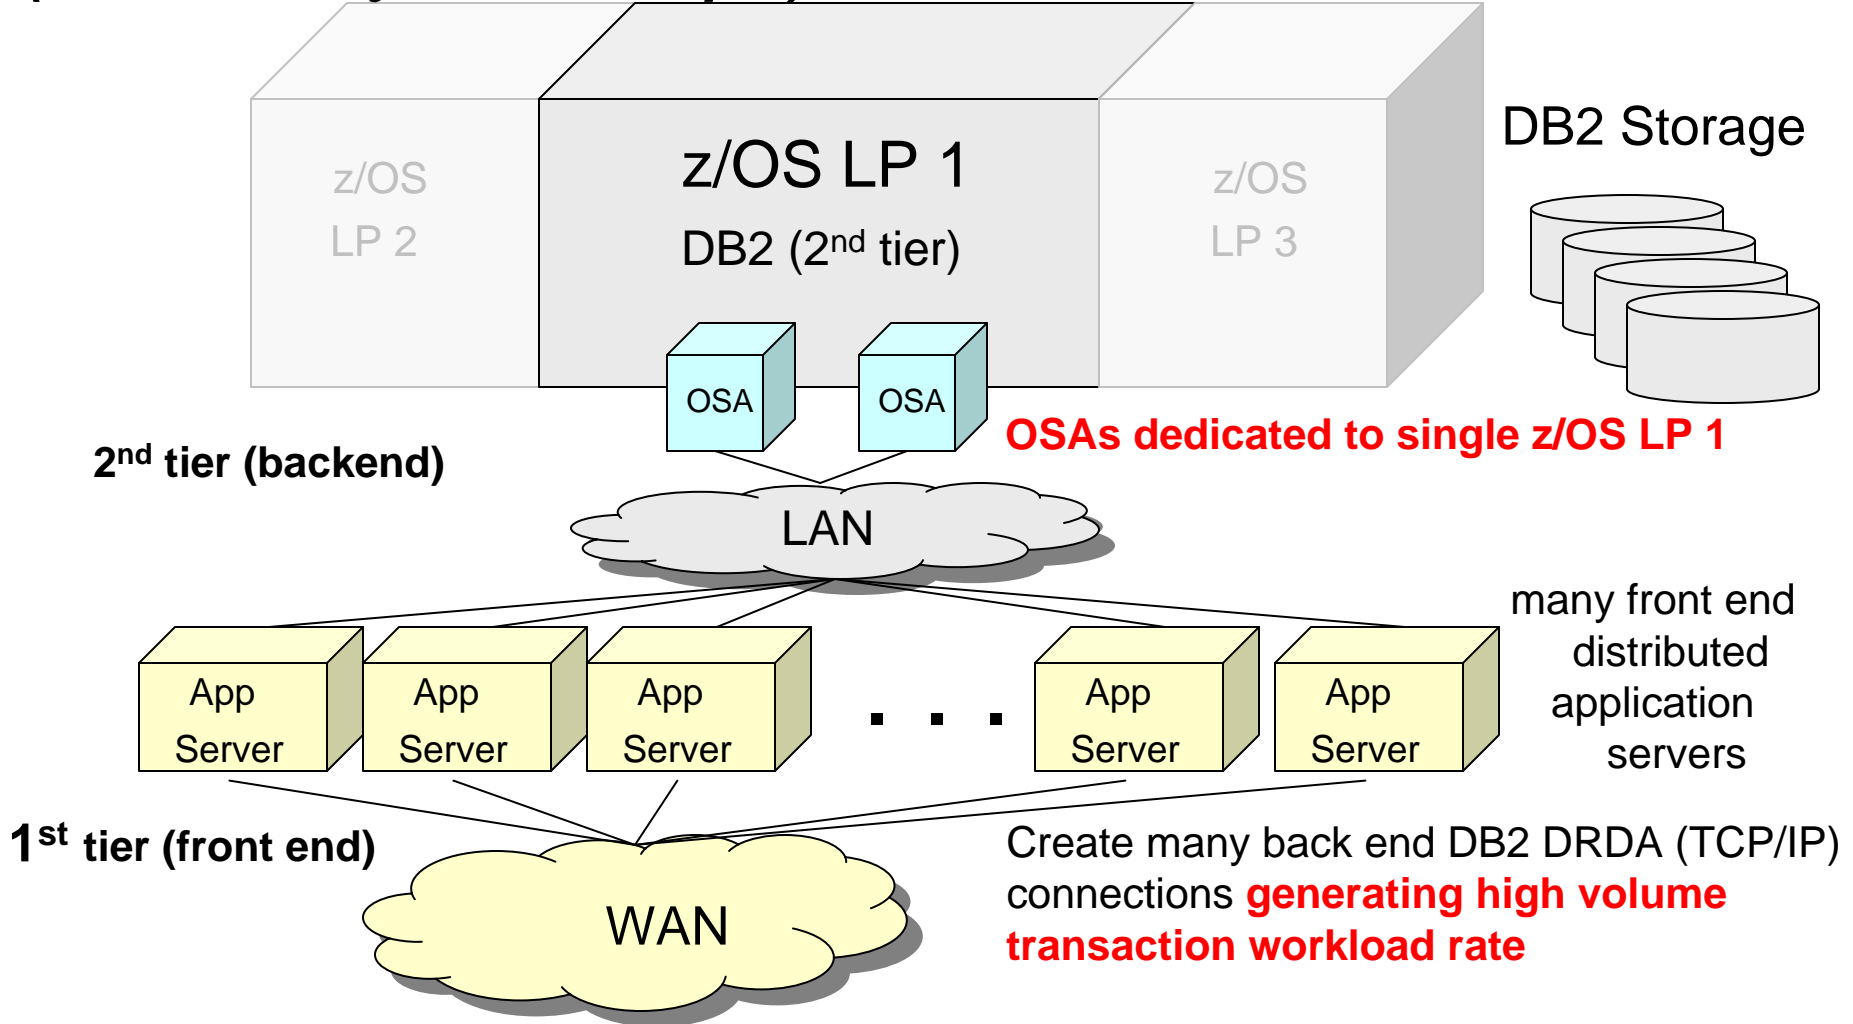 z/OS LP 1
DB2 (2nd tier)
z/OS
LP 2
z/OS
LP 3
DB2 Storage
OSA
OSA
OSAs dedicated to single z/OS LP 1
2nd tier (backend)
LAN
many front end
distributed
application
servers
App
Server
App
Server
App
Server
. . .
App
Server
App
Server
1st tier (front end)
WAN
Create many back end DB2 DRDA (TCP/IP)
connections generating high volume
transaction workload rate